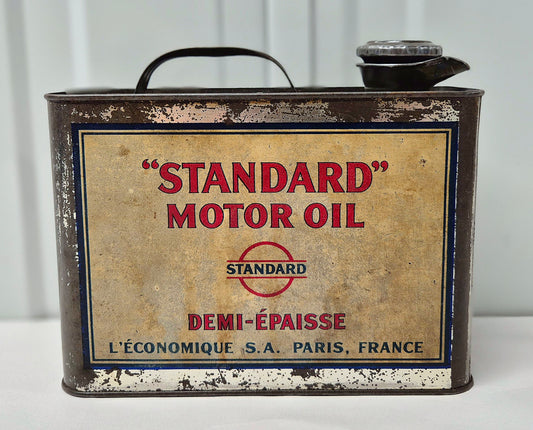 “STANDARD”
MOTOR OIL
STANDARD
DEMI-ÉPAISSE
L'ÉCONOMIQUE S.A. PARIS, FRANCE